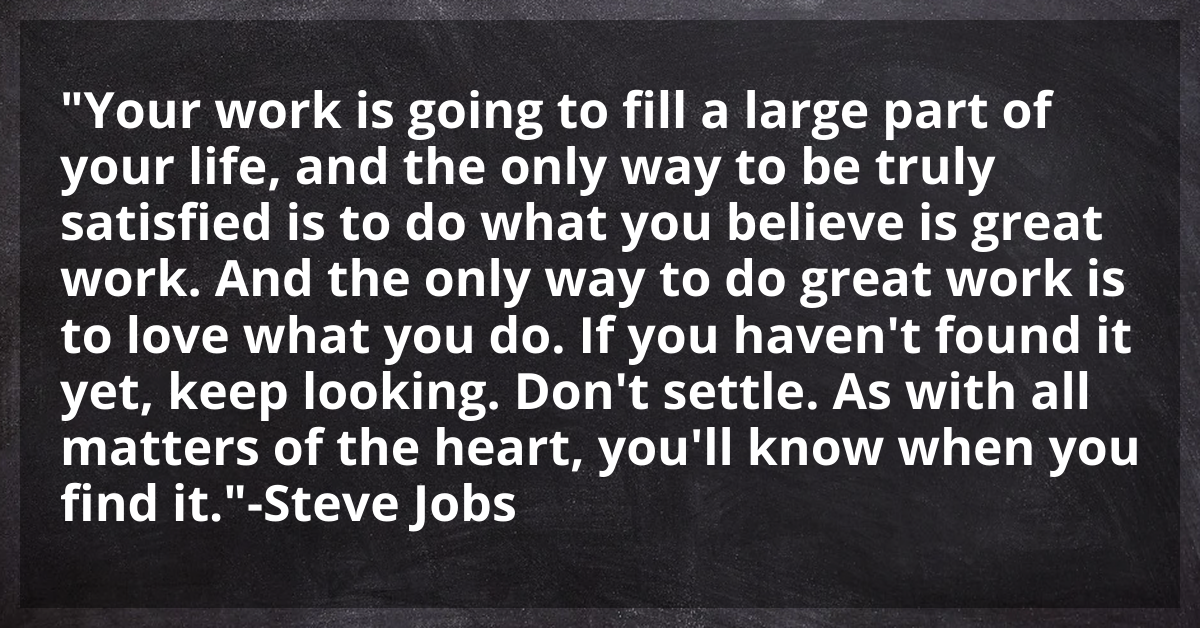 "Your work is going to fill a large part of
your life, and the only way to be truly
satisfied is to do what you believe is great
work. And the only way to do great work is
to love what you do. If you haven't found it
yet, keep looking. Don't settle. As with all
matters of the heart, you'll know when you
find it."-Steve Jobs